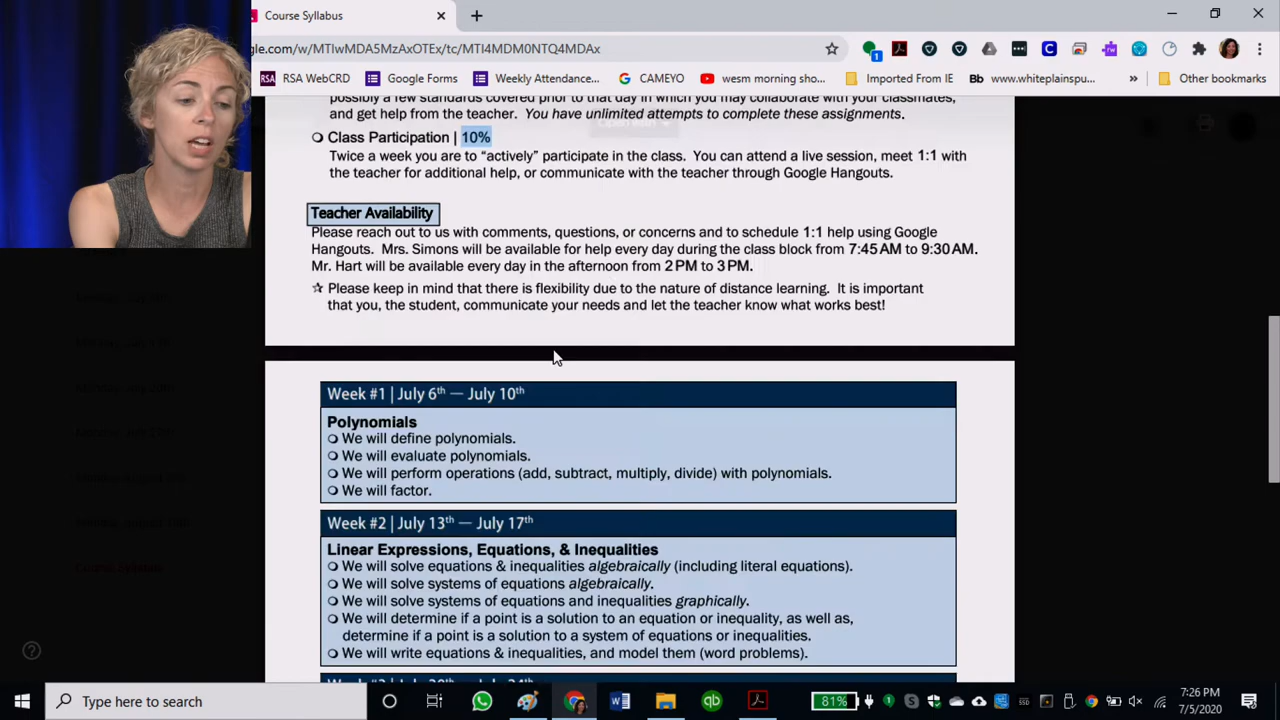 Course Syllabus
gle.com/w/MTIwMDA5MzAxOTEx/tc/MTI4MDM0NTQ4MDAx
RSA WebCRD
Google Forms
Weekly Attendance...
CAMEYO
wesm morning sho...
Imported From IE
Bb www.whiteplainspu...
»
Other bookmarks
possibly a few standards covered prior to that day in which you may collaborate with your classmates,
and get help from the teacher. You have unlimited attempts to complete these assignments.
Class Participation | 10%
Twice a week you are to “actively” participate in the class. You can attend a live session, meet 1:1 with
the teacher for additional help, or communicate with the teacher through Google Hangouts.
Teacher Availability
Please reach out to us with comments, questions, or concerns and to schedule 1:1 help using Google
Hangouts. Mrs. Simons will be available for help every day during the class block from 7:45 AM to 9:30 AM.
Mr. Hart will be available every day in the afternoon from 2 PM to 3 PM.
☆ Please keep in mind that there is flexibility due to the nature of distance learning. It is important
that you, the student, communicate your needs and let the teacher know what works best!
Week #1 | July 6th — July 10th
Polynomials
We will define polynomials.
We will evaluate polynomials.
We will perform operations (add, subtract, multiply, divide) with polynomials.
We will factor.
Week #2 | July 13th — July 17th
Linear Expressions, Equations, & Inequalities
We will solve equations & inequalities algebraically (including literal equations).
We will solve systems of equations algebraically.
We will solve systems of equations and inequalities graphically.
We will determine if a point is a solution to an equation or inequality, as well as,
determine if a point is a solution to a system of equations or inequalities.
We will write equations & inequalities, and model them (word problems).
Course Syllabus
Type here to search
81%
7:26 PM
7/5/2020